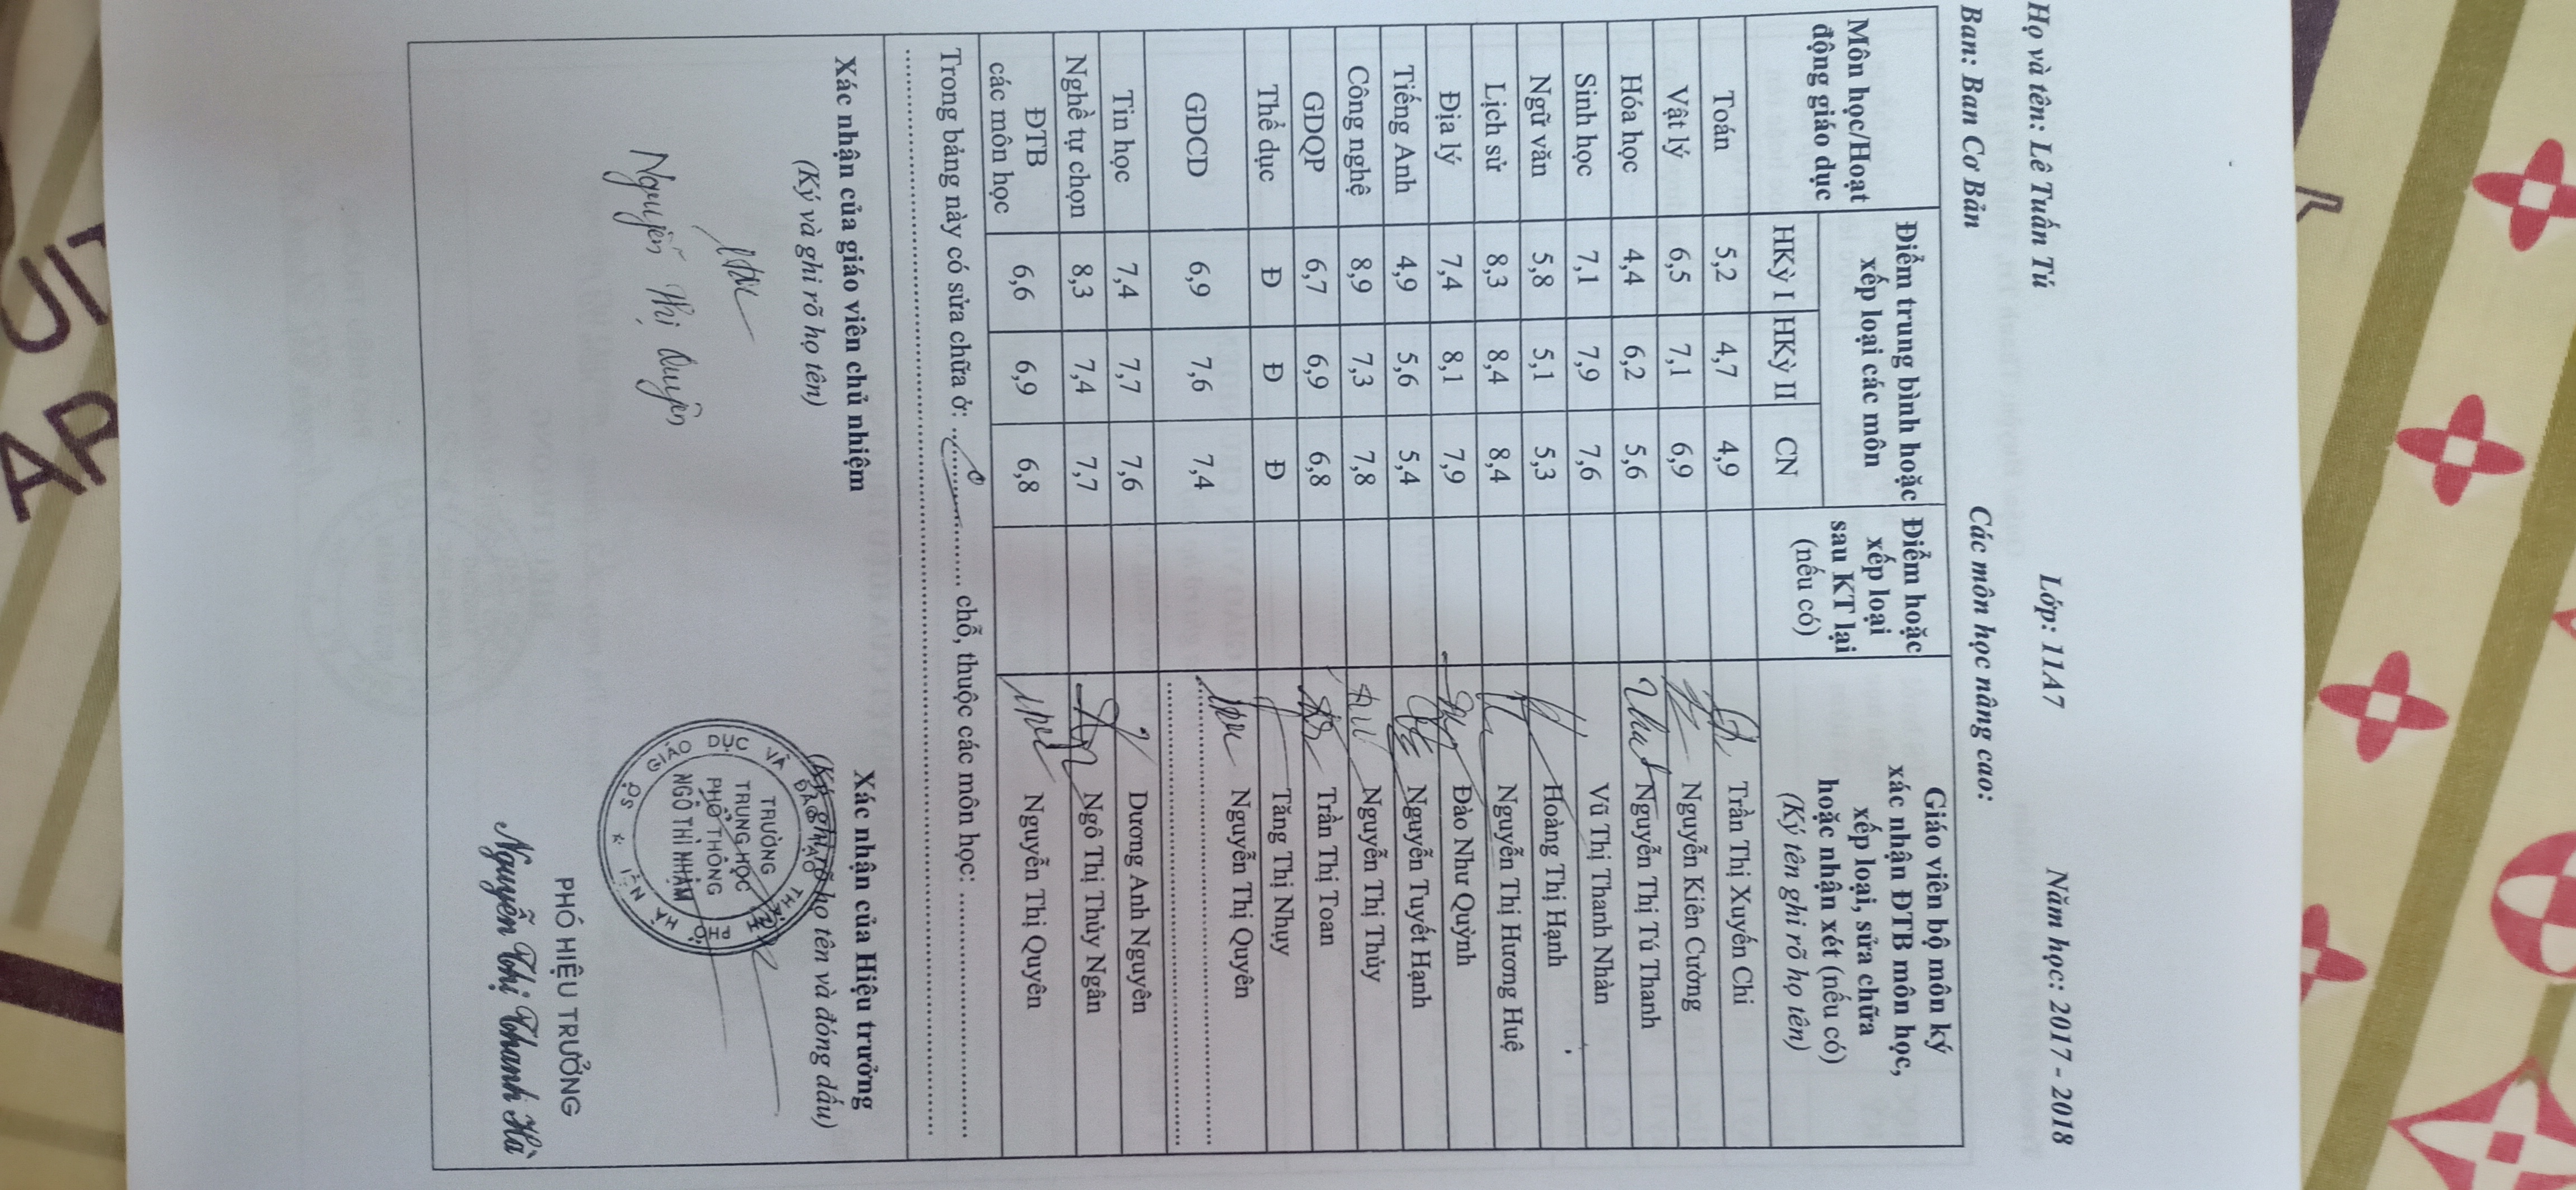 Họ và tên: Lê Tuấn Tú Lớp: 11A7 Năm học: 2017 - 2018
Ban: Ban Cơ Bản Các môn học nâng cao:
Môn học/Hoạt động giáo dục
Điểm trung bình hoặc xếp loại các môn
HKỳ I HKỳ II CN
Điểm hoặc xếp loại sau KT lại (nếu có)
Giáo viên bộ môn ký
xác nhận ĐTB môn học,
xếp loại, sửa chữa
hoặc nhận xét (nếu có)
(Ký tên ghi rõ họ tên)
Toán 5,2 4,7 4,9 Trần Thị Xuyến Chi
Vật lý 6,5 7,1 6,9 Nguyễn Kiên Cường
Hóa học 4,4 6,2 5,6 Nguyễn Thị Tú Thanh
Sinh học 7,1 7,9 7,6 Vũ Thị Thanh Nhàn
Ngữ văn 5,8 5,1 5,3 Hoàng Thị Hạnh
Lịch sử 8,3 8,4 8,4 Nguyễn Thị Hương Huệ
Địa lý 7,4 8,1 7,9 Đào Như Quỳnh
Tiếng Anh 4,9 5,6 5,4 Nguyễn Tuyết Hạnh
Công nghệ 8,9 7,3 7,8 Nguyễn Thị Thủy
GDQP 6,7 6,9 6,8 Trần Thị Toan
Thể dục Đ Đ Đ Tăng Thị Nhụy
GDCD 6,9 7,6 7,4 Nguyễn Thị Quyên
Tin học 7,4 7,7 7,6 Dương Anh Nguyên
Nghề tự chọn 8,3 7,4 7,7 Ngô Thị Thủy Ngân
ĐTB các môn học 6,6 6,9 6,8 Nguyễn Thị Quyên
Trong bảng này có sửa chữa ở: 0 chỗ, thuộc các môn học:
Xác nhận của giáo viên chủ nhiệm
(Ký và ghi rõ họ tên)
Nguyễn Thị Quyên
Xác nhận của Hiệu trưởng
(Ký, ghi rõ họ tên và đóng dấu)
SỞ GIÁO DỤC VÀ ĐÀO TẠO THÀNH PHỐ HÀ NỘI
TRƯỜNG
TRUNG HỌC
PHỔ THÔNG
NGÔ THÌ NHẬM
PHÓ HIỆU TRƯỞNG
Nguyễn Thị Thanh Hà